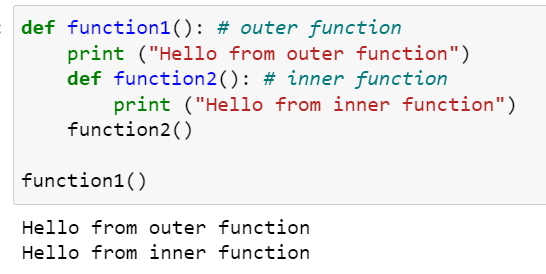 def function1(): # outer function
    print ("Hello from outer function")
    def function2(): # inner function
        print ("Hello from inner function")
    function2()

function1()
Hello from outer function
Hello from inner function